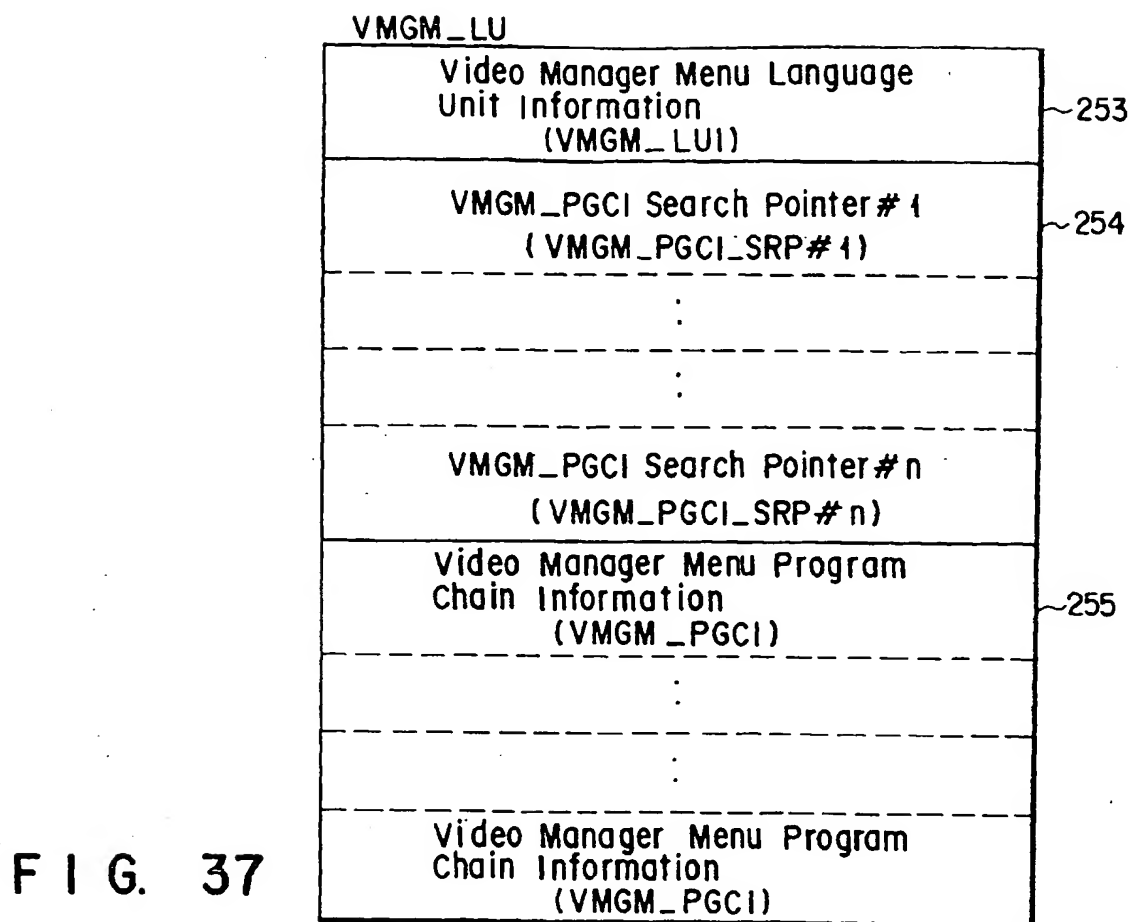 VMGM_LU
Video Manager Menu Language
Unit Information
(VMGM_LUI)
~253
VMGM_PGCI Search Pointer#1
(VMGM_PGCI_SRP#1)
~254
VMGM_PGCI Search Pointer#n
(VMGM_PGCI_SRP#n)
Video Manager Menu Program
Chain Information
(VMGM_PGCI)
~255
Video Manager Menu Program
Chain Information
(VMGM_PGCI)
FIG. 37